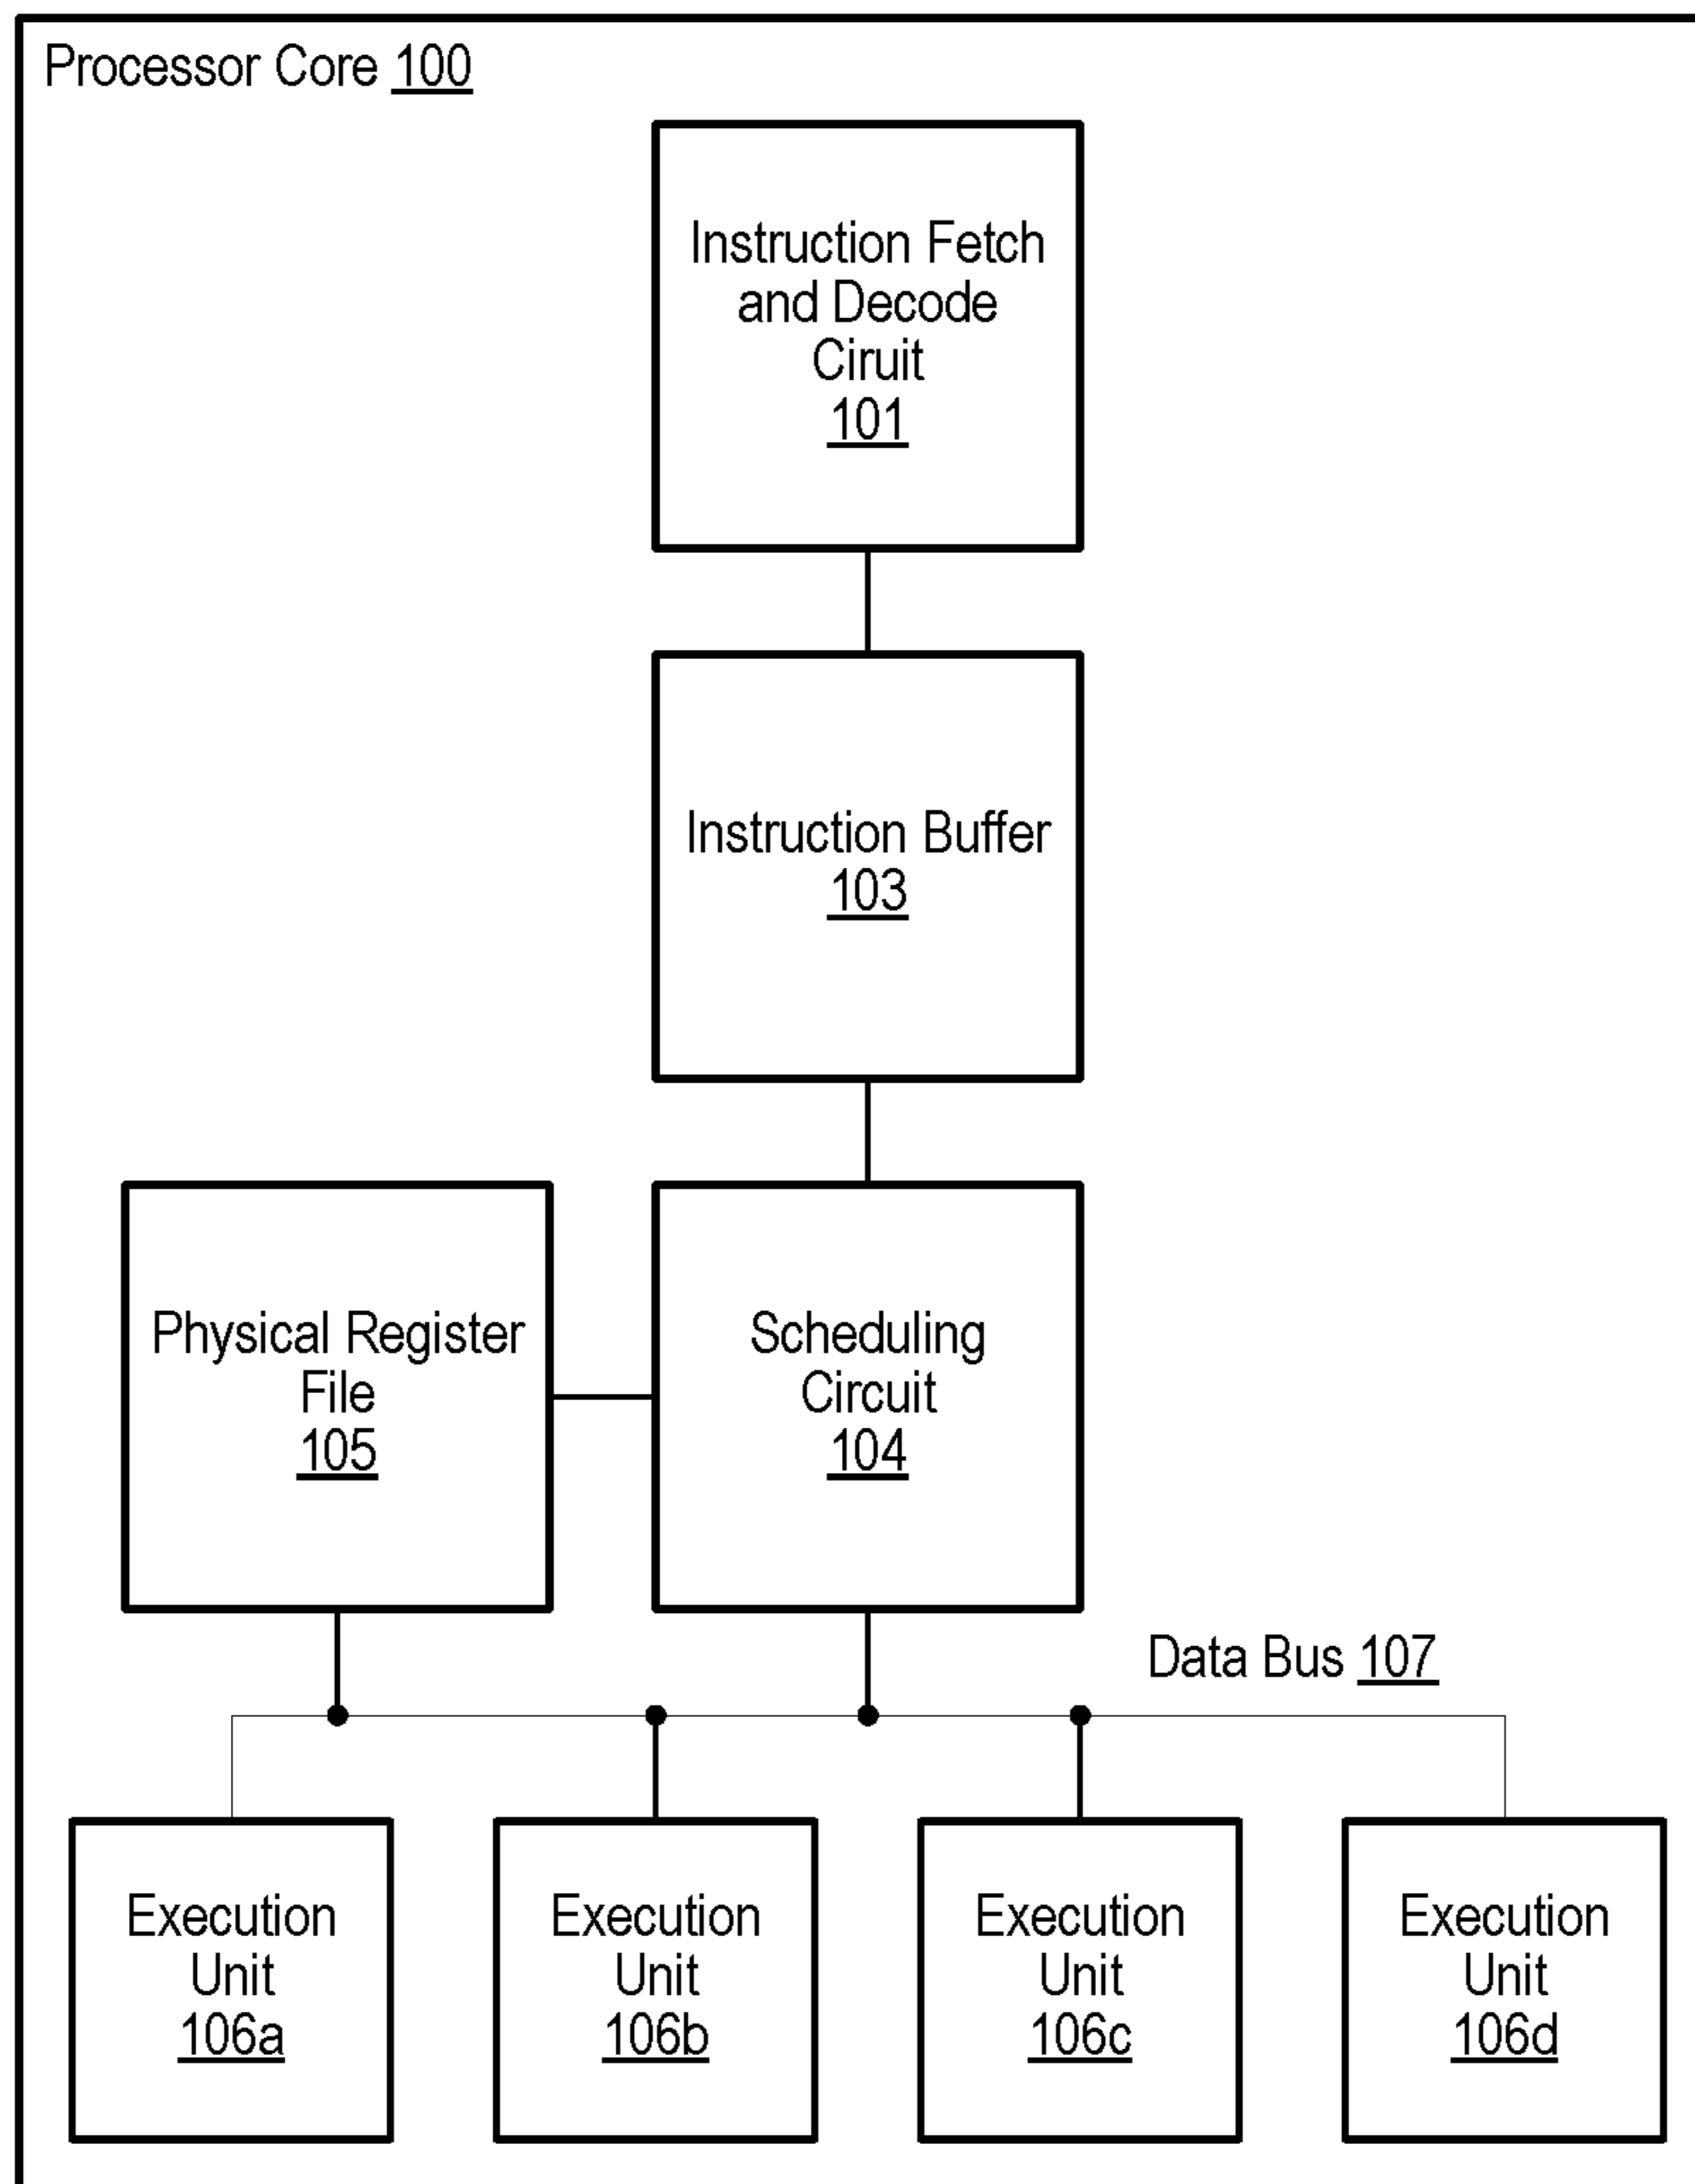 Processor Core 100
Instruction Fetch
and Decode
Ciruit
101
Instruction Buffer
103
Physical Register
File
105
Scheduling
Circuit
104
Data Bus 107
Execution
Unit
106a
Execution
Unit
106b
Execution
Unit
106c
Execution
Unit
106d